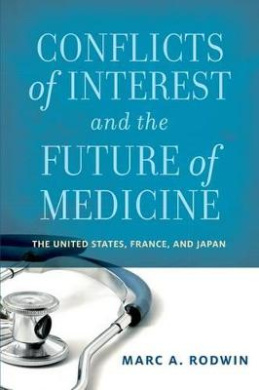 CONFLICTS
of INTEREST
and the
FUTURE of
MEDICINE
THE UNITED STATES, FRANCE, AND JAPAN
MARC A. RODWIN